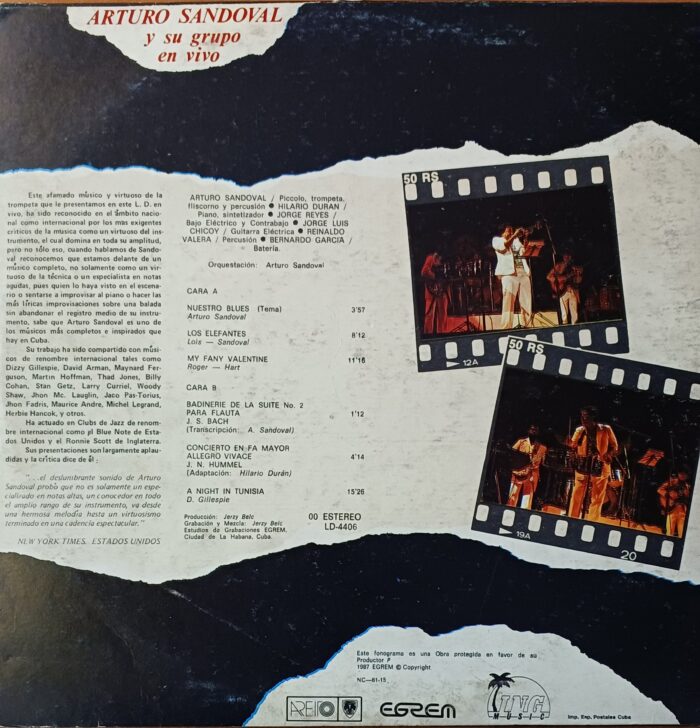 ARTURO SANDOVAL
y su grupo
en vivo
Este afamado músico y virtuoso de la
trompeta que le presentamos en este L. D. en
vivo, ha sido reconocido en el ámbito nacio-
nal como internacional por los más exigentes
críticos de la música como un virtuoso del ins-
trumento, el cual domina en toda su amplitud,
pero no sólo eso, cuando hablamos de Sando-
val reconocemos que estamos delante de un
músico completo, no solamente como un vir-
tuoso de la técnica o un especialista en notas
agudas, pues quien lo haya visto en el escena-
rio o sentarse a improvisar al piano o hacer las
más líricas improvisaciones sobre una balada
sin abandonar el registro medio de su instru-
mento, sabe que Arturo Sandoval es uno de
los músicos más completos e inspirados que
hay en Cuba.
Su trabajo ha sido compartido con músi-
cos de renombre internacional tales como
Dizzy Gillespie, David Arman, Maynard Fer-
guson, Martin Hoffman, Thad Jones, Billy
Cohan, Stan Getz, Larry Curriel, Woody
Shaw, Jhon Mc. Lauglin, Jaco Pas-Torius,
Jhon Fadris, Maurice Andre, Michel Legrand,
Herbie Hancok, y otros.
Ha actuado en Clubs de Jazz de renom-
bre internacional como pl Blue Note de Esta-
dos Unidos y el Ronnie Scott de Inglaterra.
Sus presentaciones son largamente aplau-
didas y la crítica dice de él:
"...el deslumbrante sonido de Arturo
Sandoval probó que no es solamente un espe-
cializado en notas altas, un conocedor en todo
el amplio rango de su instrumento, va desde
una hermosa melodía hasta un virtuosismo
terminado en una cadencia espectacular."
NEW YORK TIMES. ESTADOS UNIDOS
ARTURO SANDOVAL / Piccolo, trompeta,
fliscorno y percusión ● HILARIO DURAN /
Piano, sintetizador ● JORGE REYES /
Bajo Eléctrico y Contrabajo ● JORGE LUIS
CHICOY / Guitarra Eléctrica ● REINALDO
VALERA / Percusión ● BERNARDO GARCIA /
Batería.
Orquestación: Arturo Sandoval
CARA A
NUESTRO BLUES (Tema) 3'57
Arturo Sandoval
LOS ELEFANTES 8'12
Lois — Sandoval
MY FANY VALENTINE 11'16
Roger — Hart
CARA B
BADINERIE DE LA SUITE No. 2
PARA FLAUTA 1'12
J. S. BACH
(Transcripción: A. Sandoval)
CONCIERTO EN FA MAYOR
ALLEGRO VIVACE 4'14
J. N. HUMMEL
(Adaptación: Hilario Durán)
A NIGHT IN TUNISIA 15'26
D. Gillespie
Producción: Jerzy Belc
Grabación y Mezcla: Jerzy Belc
Estudios de Grabaciones EGREM.
Ciudad de La Habana, Cuba.
00 ESTEREO
LD-4406
50 RS
12A
50 RS
19A
20
Este fonograma es una Obra protegida en favor de su
Productor P
1987 EGREM © Copyright
NC—81-15
AREITO
EGREM
ING
MUSIC
Imp. Esp. Postales Cuba